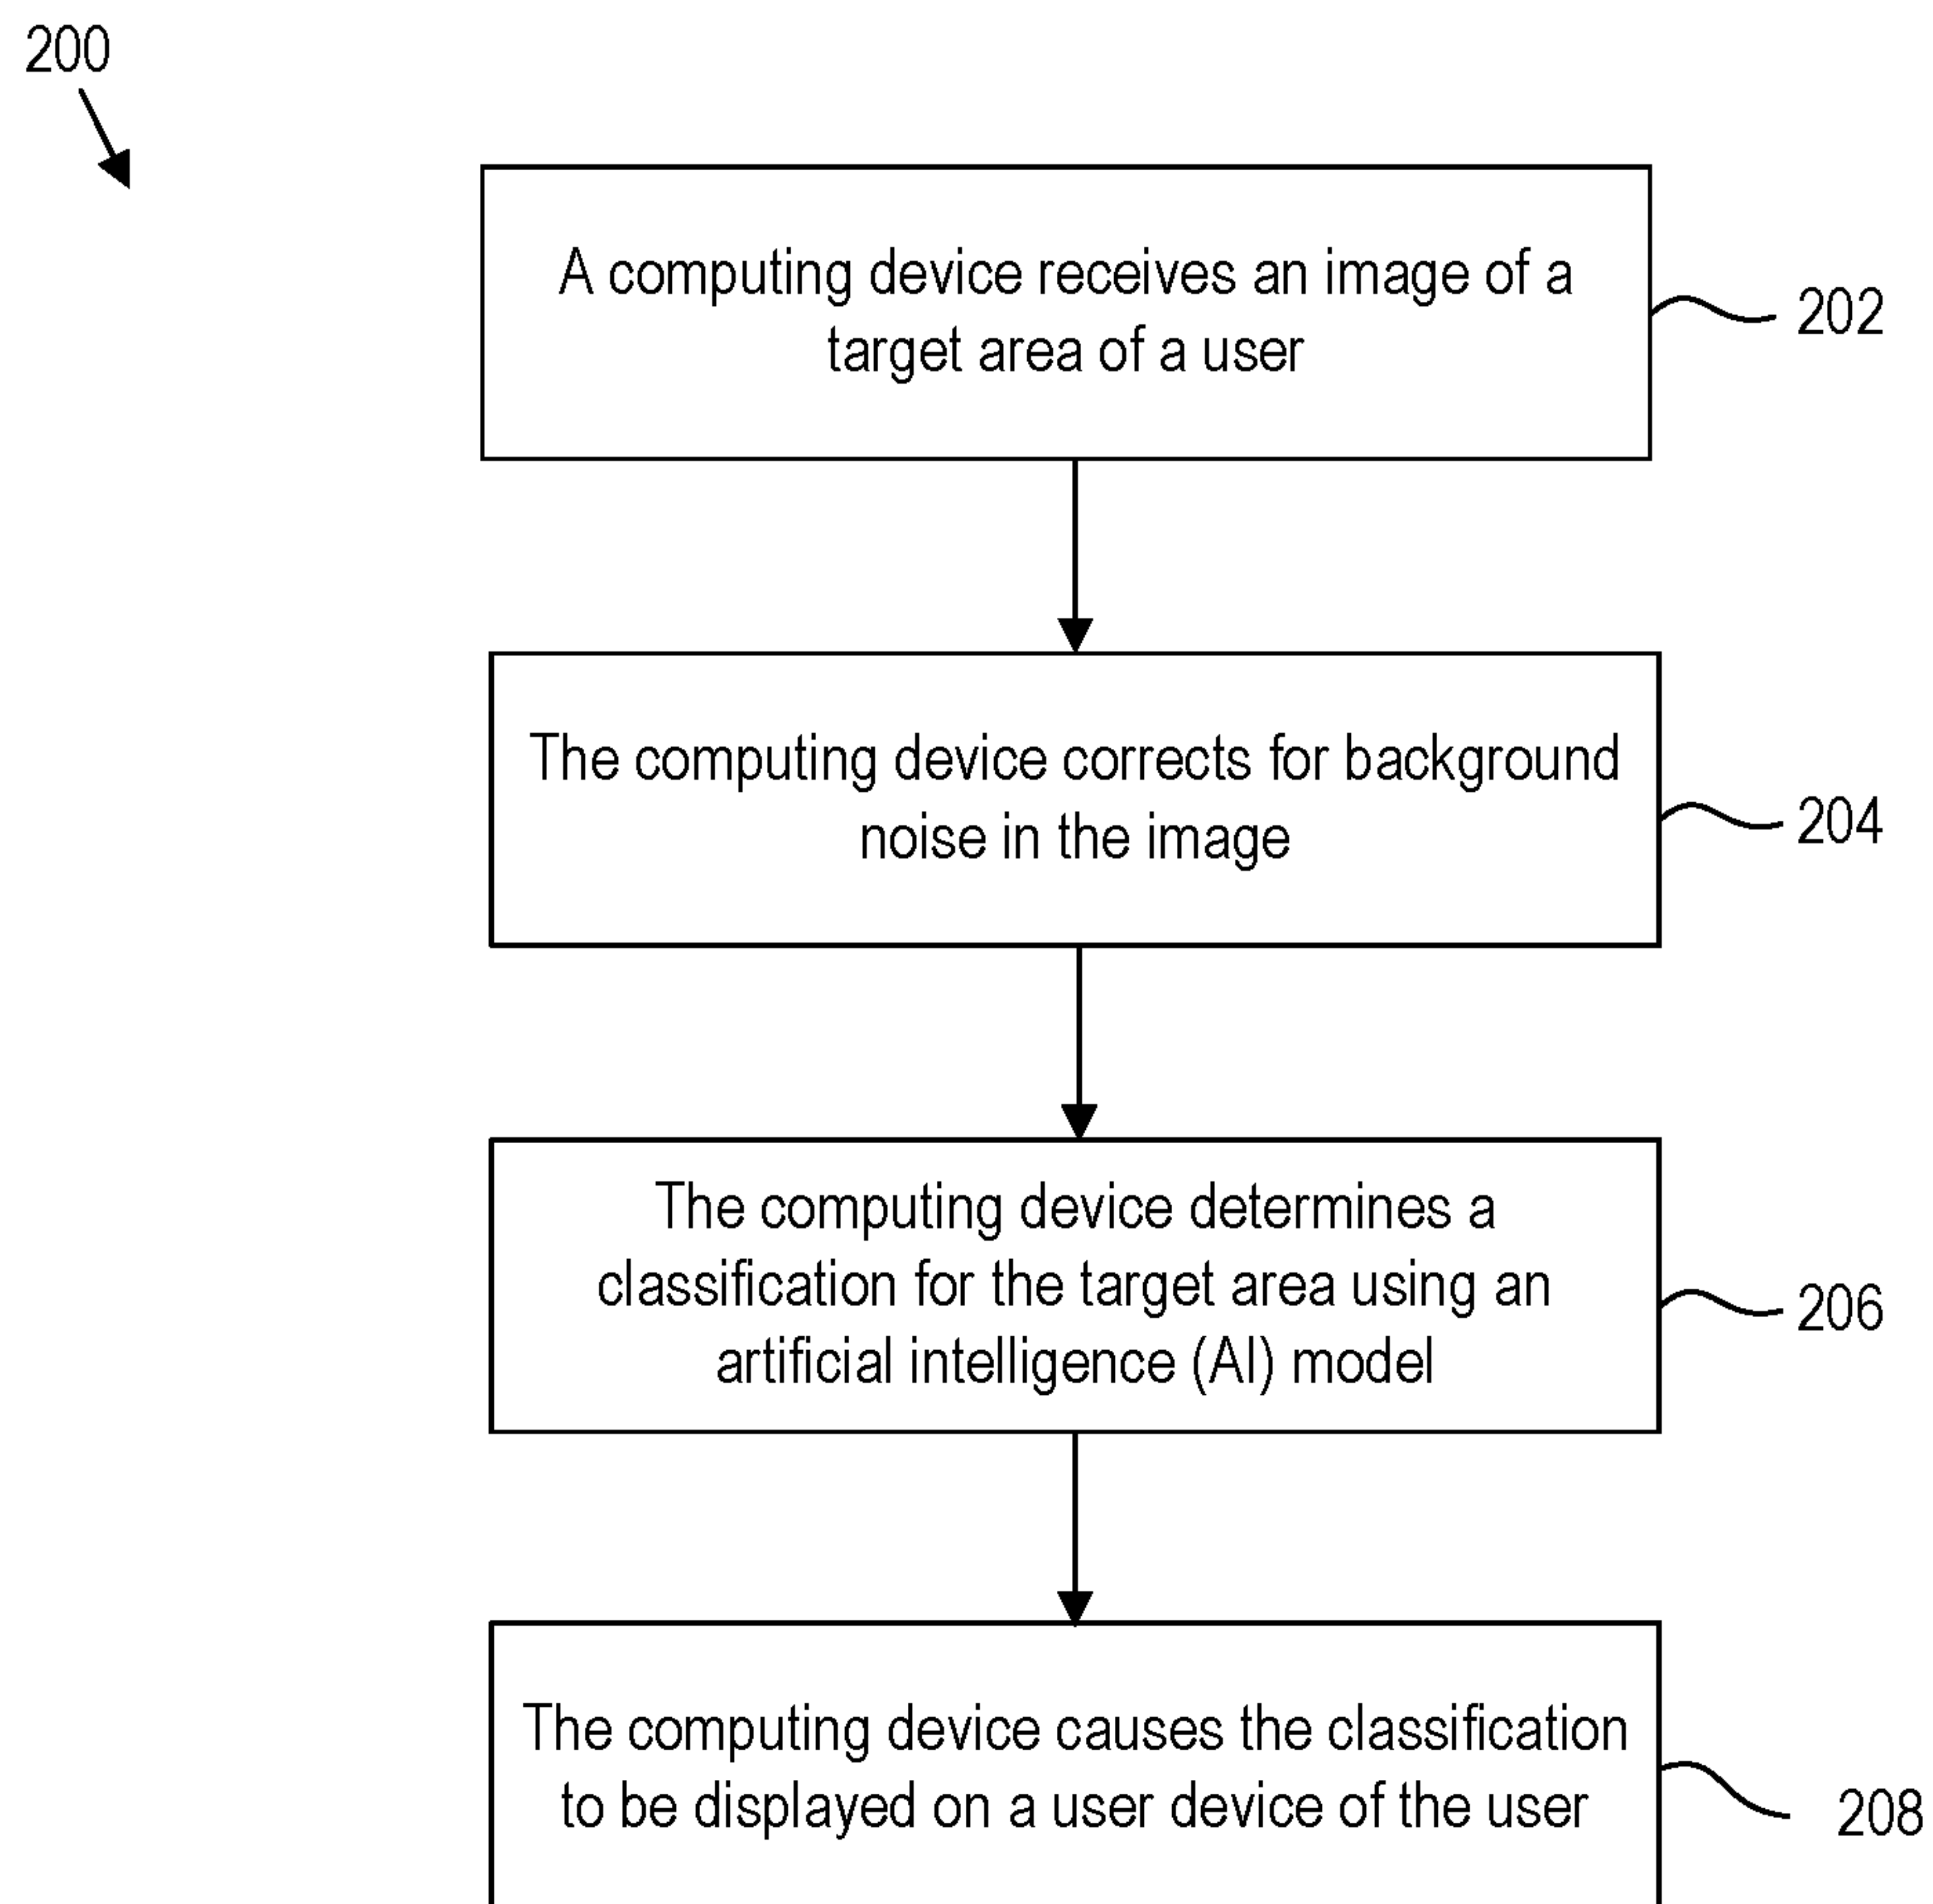 200
A computing device receives an image of a
target area of a user
202
The computing device corrects for background
noise in the image
204
The computing device determines a
classification for the target area using an
artificial intelligence (AI) model
206
The computing device causes the classification
to be displayed on a user device of the user
208